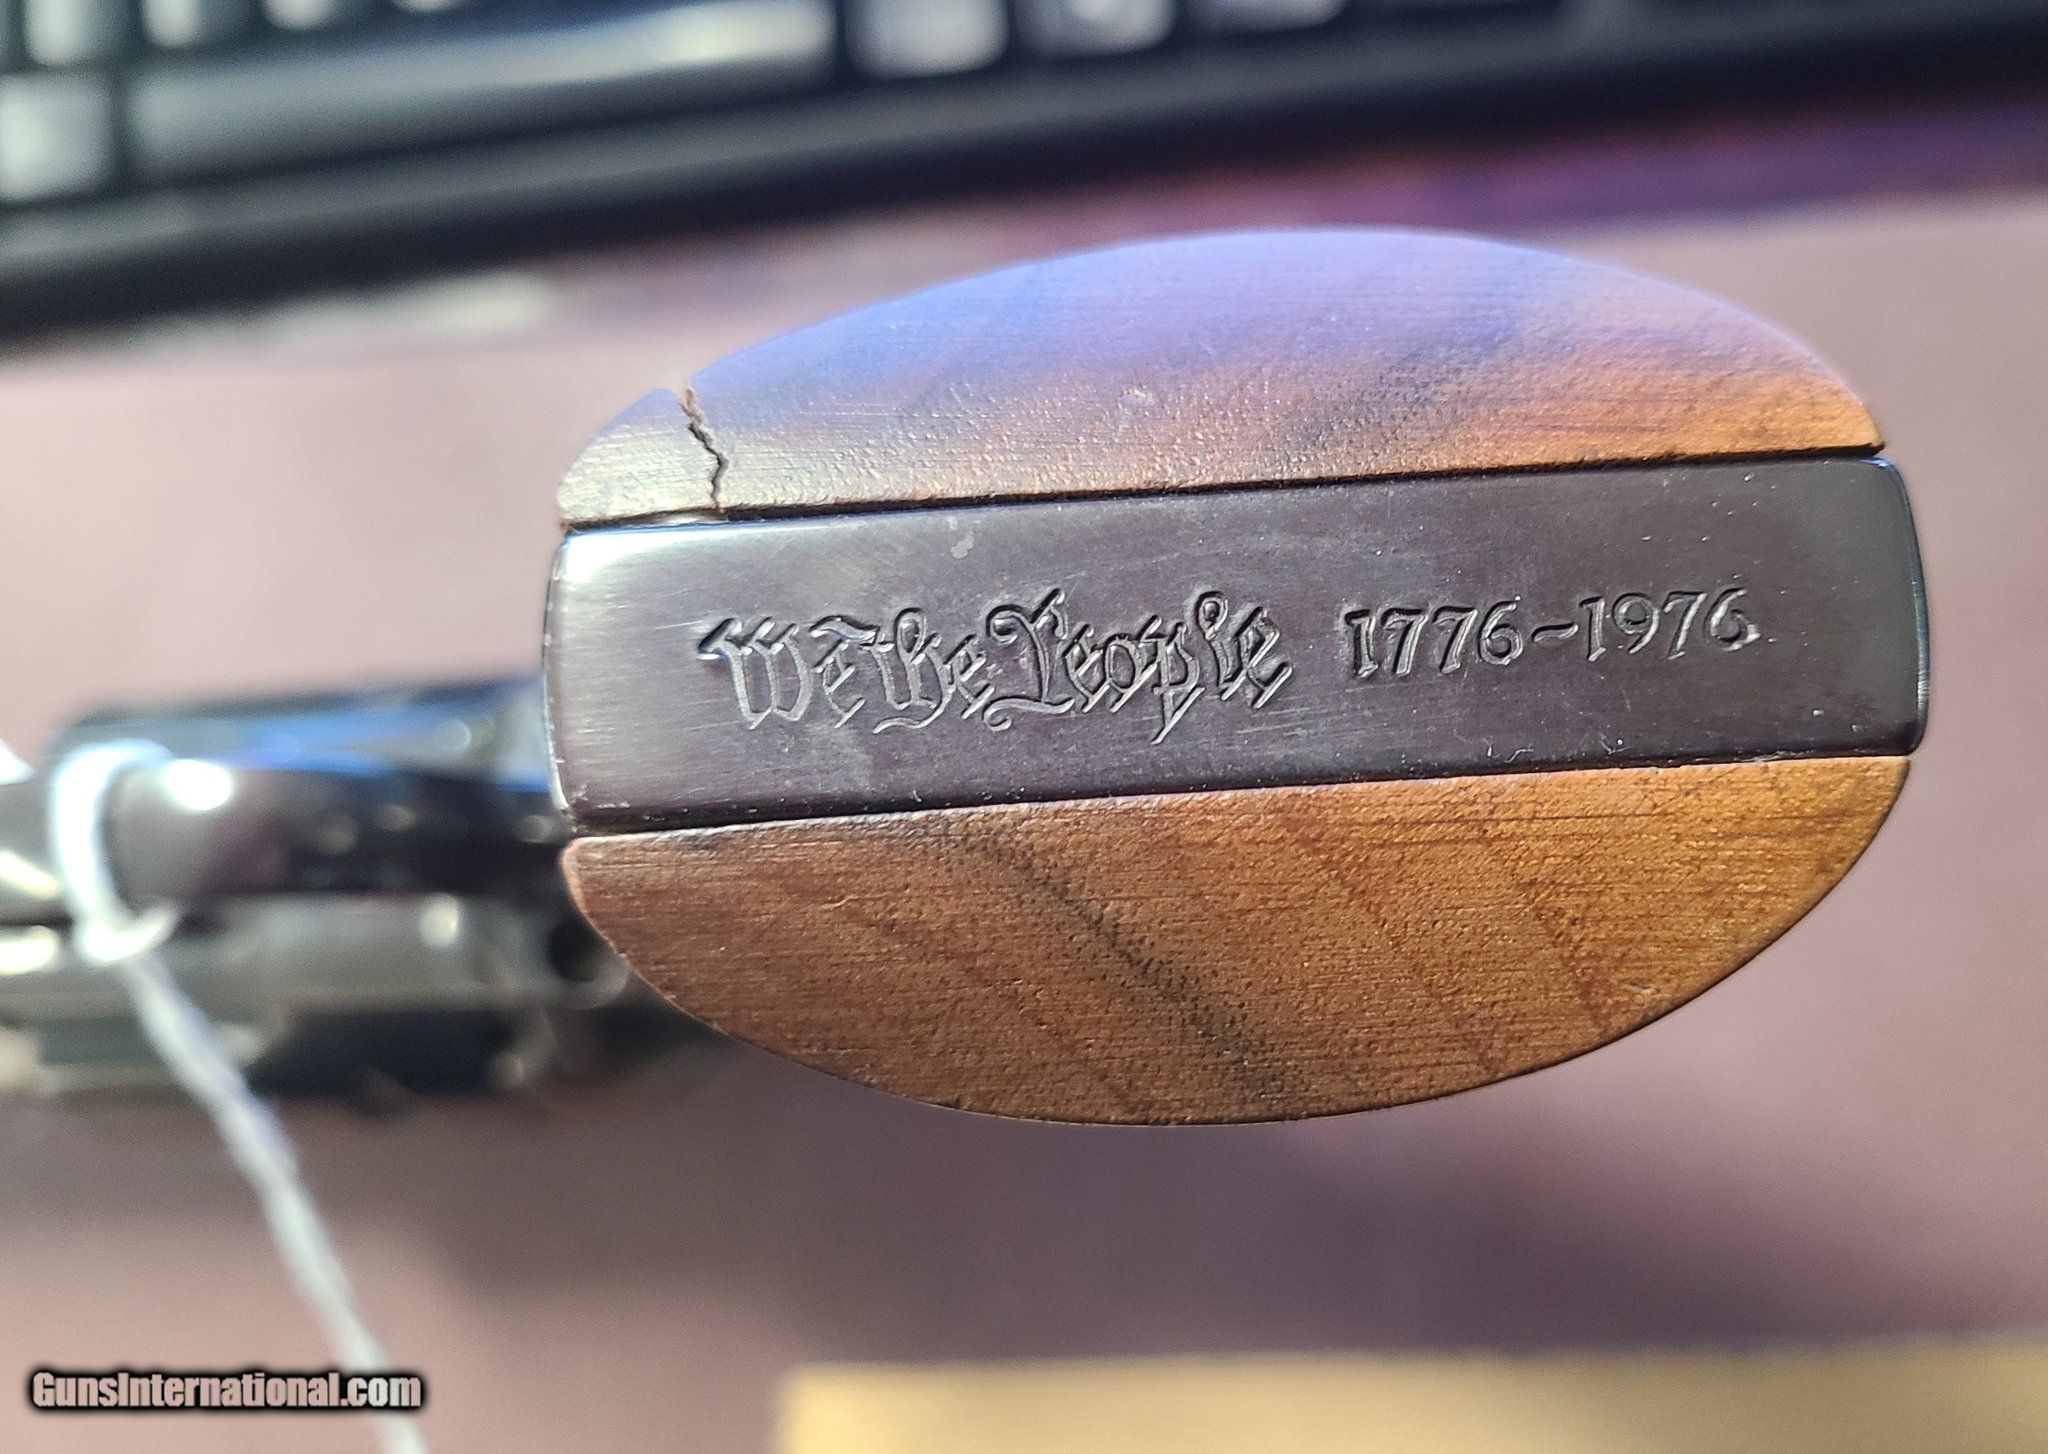 We the People 1776~1976
GunsInternational.com